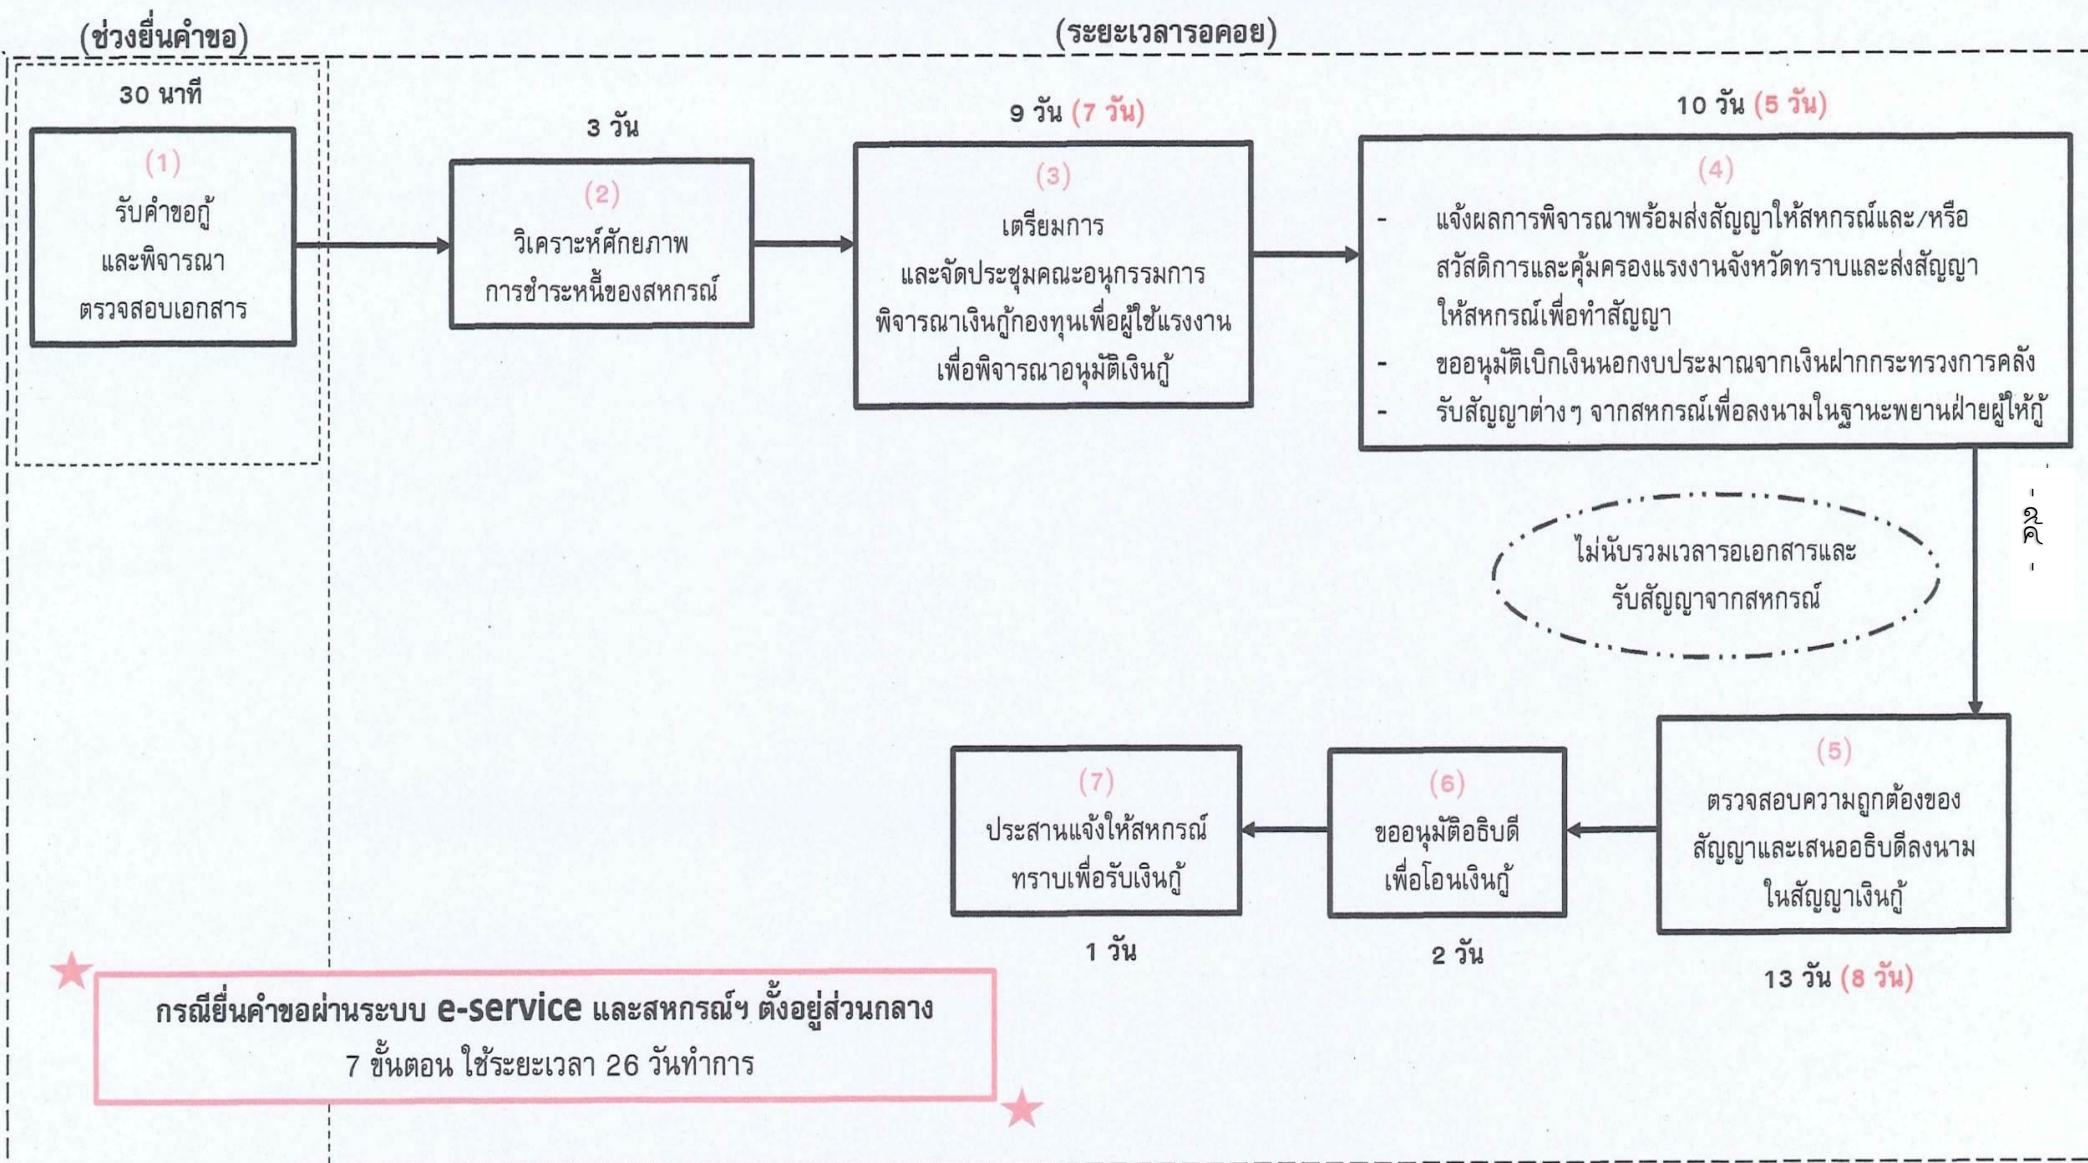 (ช่วงยื่นคำขอ)
(ระยะเวลารอคอย)
30 นาที
(1)
รับคำขอกู้
และพิจารณา
ตรวจสอบเอกสาร
3 วัน
(2)
วิเคราะห์ศักยภาพ
การชำระหนี้ของสหกรณ์
9 วัน (7 วัน)
(3)
เตรียมการ
และจัดประชุมคณะอนุกรรมการ
พิจารณาเงินกู้กองทุนเพื่อผู้ใช้แรงงาน
เพื่อพิจารณาอนุมัติเงินกู้
10 วัน (5 วัน)
(4)
- แจ้งผลการพิจารณาพร้อมส่งสัญญาให้สหกรณ์และ/หรือ
สวัสดิการและคุ้มครองแรงงานจังหวัดทราบและส่งสัญญา
ให้สหกรณ์เพื่อทำสัญญา
- ขออนุมัติเบิกเงินนอกงบประมาณจากเงินฝากกระทรวงการคลัง
- รับสัญญาต่างๆ จากสหกรณ์เพื่อลงนามในฐานะพยานฝ่ายผู้ให้กู้
ไม่นับรวมเวลารอเอกสารและ
รับสัญญาจากสหกรณ์
(5)
ตรวจสอบความถูกต้องของ
สัญญาและเสนออธิบดีลงนาม
ในสัญญาเงินกู้
13 วัน (8 วัน)
(6)
ขออนุมัติอธิบดี
เพื่อโอนเงินกู้
2 วัน
(7)
ประสานแจ้งให้สหกรณ์
ทราบเพื่อรับเงินกู้
1 วัน
กรณียื่นคำขอผ่านระบบ e-service และสหกรณ์ฯ ตั้งอยู่ส่วนกลาง
7 ขั้นตอน ใช้ระยะเวลา 26 วันทำการ